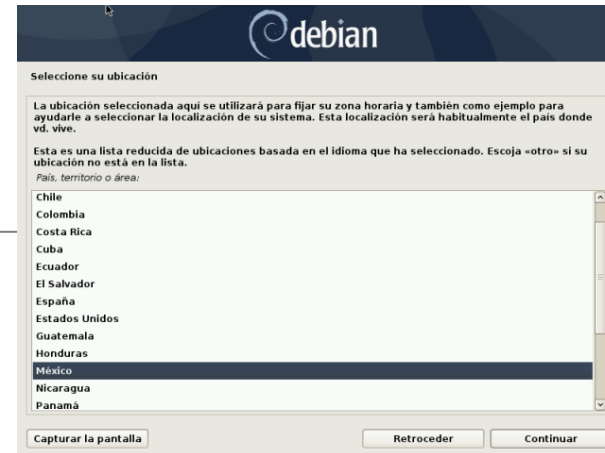 debian
Seleccione su ubicación
La ubicación seleccionada aquí se utilizará para fijar su zona horaria y también como ejemplo para
ayudarle a seleccionar la localización de su sistema. Esta localización será habitualmente el país donde
vd. vive.
Esta es una lista reducida de ubicaciones basada en el idioma que ha seleccionado. Escoja «otro» si su
ubicación no está en la lista.
País, territorio o área:
Chile
Colombia
Costa Rica
Cuba
Ecuador
El Salvador
España
Estados Unidos
Guatemala
Honduras
México
Nicaragua
Panamá
Capturar la pantalla
Retroceder
Continuar